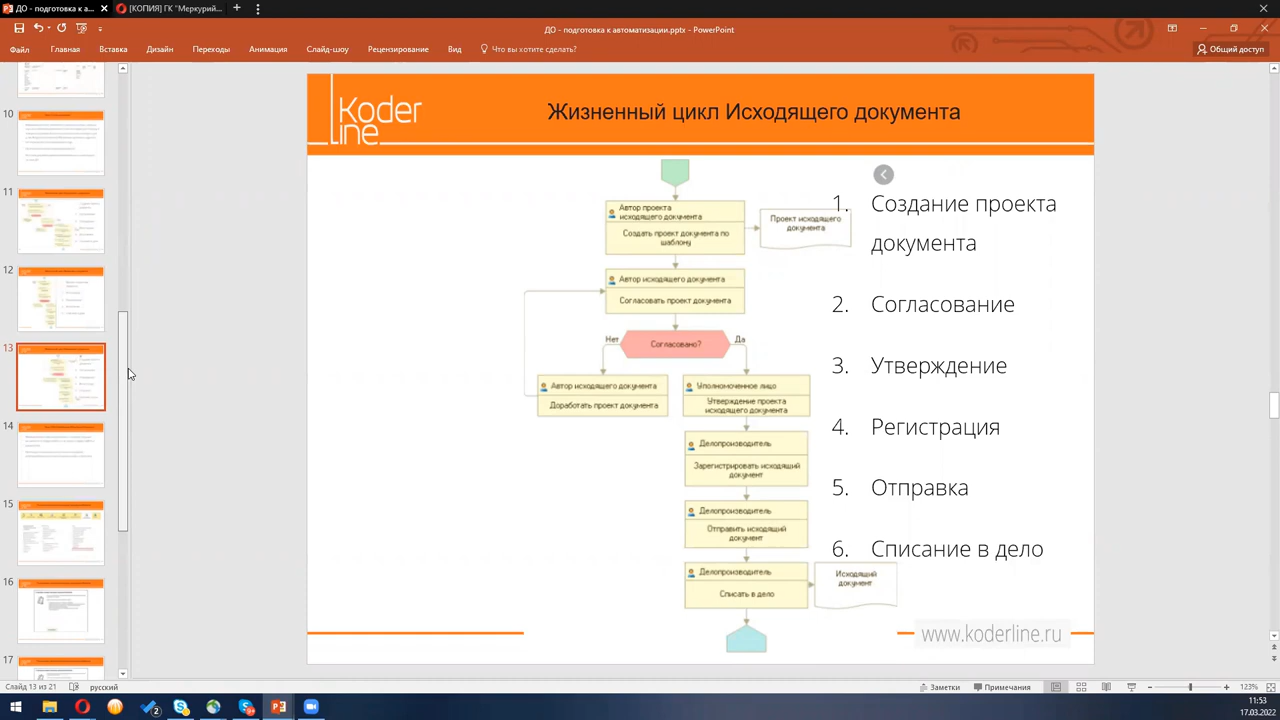 ДО - подготовка к а
[КОПИЯ] ГК "Меркурий...
ДО - подготовка к автоматизации.pptx - PowerPoint
Файл
Главная
Вставка
Дизайн
Переходы
Анимация
Слайд-шоу
Рецензирование
Вид
Что вы хотите сделать?
Общий доступ
10
11
12
13
15
16
17
Koder
line
Жизненный цикл Исходящего документа
Автор проекта
исходящего документа
Создать проект документа по
шаблону
Проект исходящего
документа
Автор исходящего документа
Согласовать проект документа
Нет
Согласовано?
Да
Автор исходящего документа
Доработать проект документа
Уполномоченное лицо
Утверждение проекта
исходящего документа
Делопроизводитель
Зарегистрировать исходящий
документ
Делопроизводитель
Отправить исходящий
документ
Делопроизводитель
Списать в дело
Исходящий
документ
1. Создание проекта
документа
2. Согласование
3. Утверждение
4. Регистрация
5. Отправка
6. Списание в дело
www.koderline.ru
Слайд 13 из 21
русский
Заметки
Примечания
123%
11:53
17.03.2022